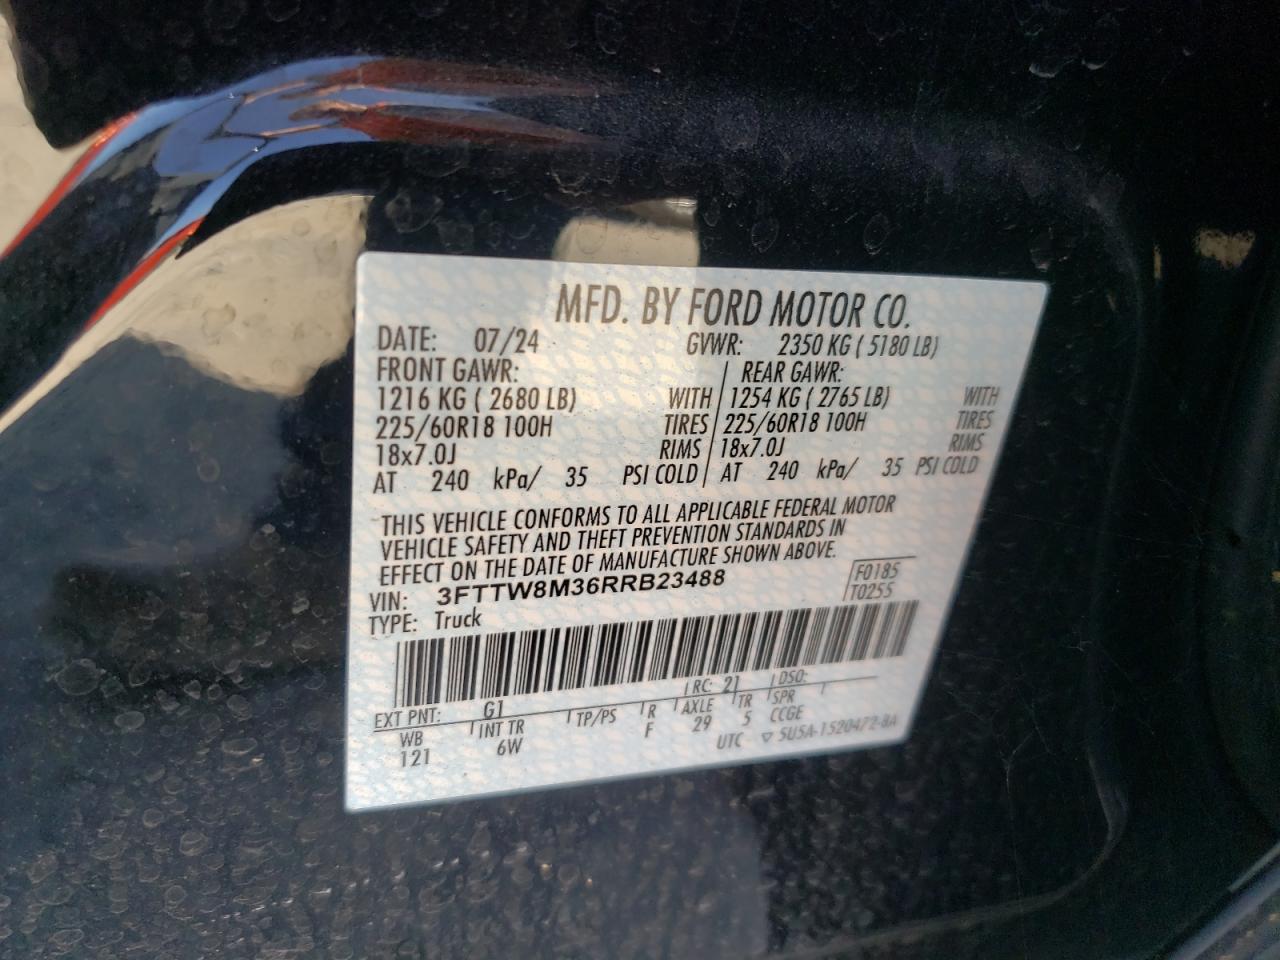 MFD. BY FORD MOTOR CO.
DATE: 07/24 GVWR: 2350 KG ( 5180 LB)
FRONT GAWR: REAR GAWR:
1216 KG ( 2680 LB) WITH 1254 KG ( 2765 LB) WITH
225/60R18 100H TIRES 225/60R18 100H TIRES
18x7.0J RIMS 18x7.0J RIMS
AT 240 kPa/ 35 PSI COLD AT 240 kPa/ 35 PSI COLD
THIS VEHICLE CONFORMS TO ALL APPLICABLE FEDERAL MOTOR
VEHICLE SAFETY AND THEFT PREVENTION STANDARDS IN
EFFECT ON THE DATE OF MANUFACTURE SHOWN ABOVE.
VIN: 3FTTW8M36RRB23488 F0185
TYPE: Truck T0255
EXT PNT: G1 RC: 21 DSO:
WB INT TR TP/PS R AXLE TR SPR
121 6W F 29 5 CCGE
UTC ▽ SU5A-1520472-BA